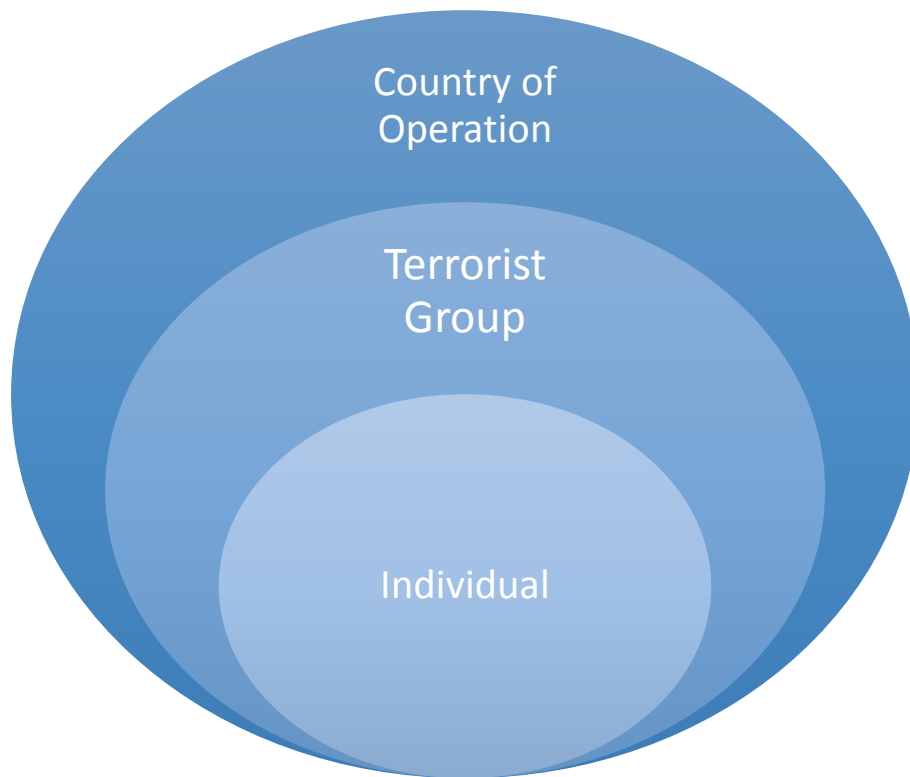 Country of
Operation
Terrorist
Group
Individual